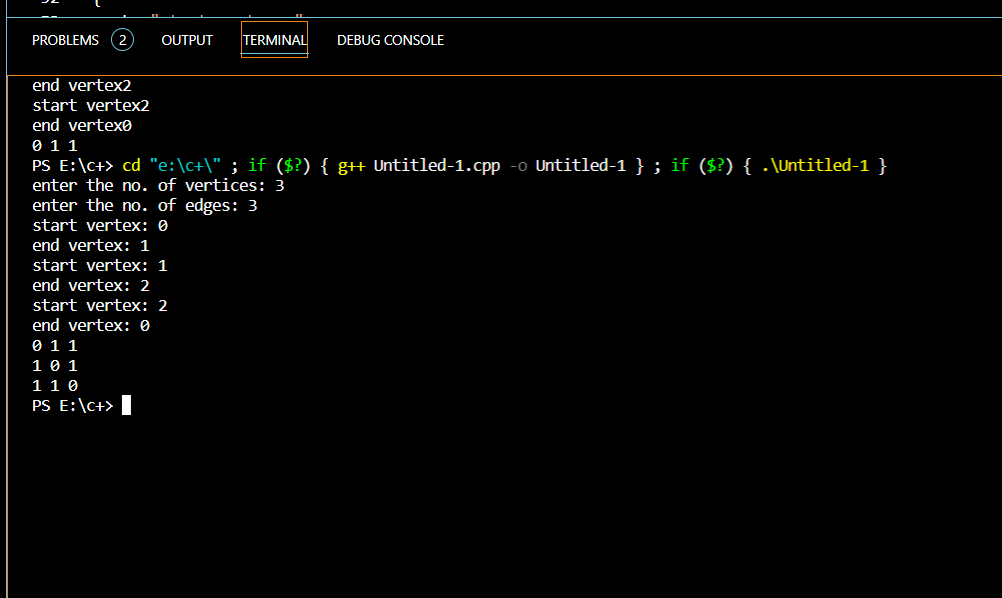 PROBLEMS 2 OUTPUT TERMINAL DEBUG CONSOLE
end vertex2
start vertex2
end vertex0
0 1 1
PS E:\c+> cd "e:\c+\" ; if ($?) { g++ Untitled-1.cpp -o Untitled-1 } ; if ($?) { .\Untitled-1 }
enter the no. of vertices: 3
enter the no. of edges: 3
start vertex: 0
end vertex: 1
start vertex: 1
end vertex: 2
start vertex: 2
end vertex: 0
0 1 1
1 0 1
1 1 0
PS E:\c+>